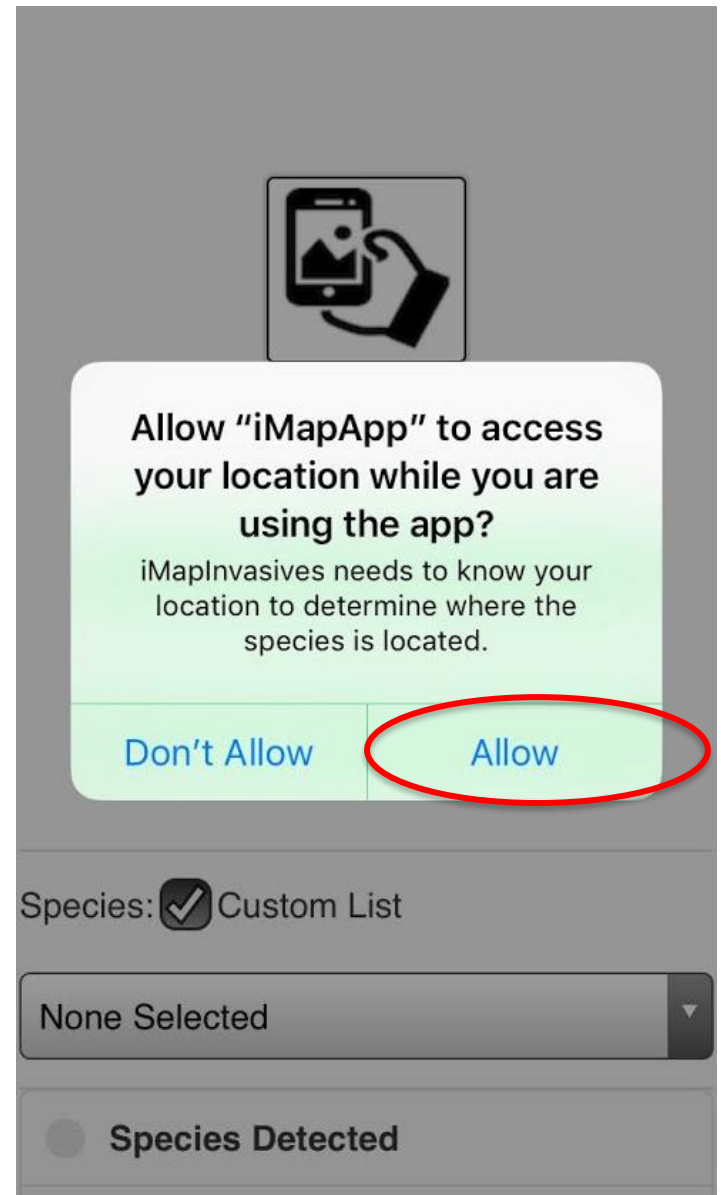 Allow “iMapApp” to access
your location while you are
using the app?
iMapInvasives needs to know your
location to determine where the
species is located.
Don’t Allow Allow
Species: Custom List
None Selected
Species Detected